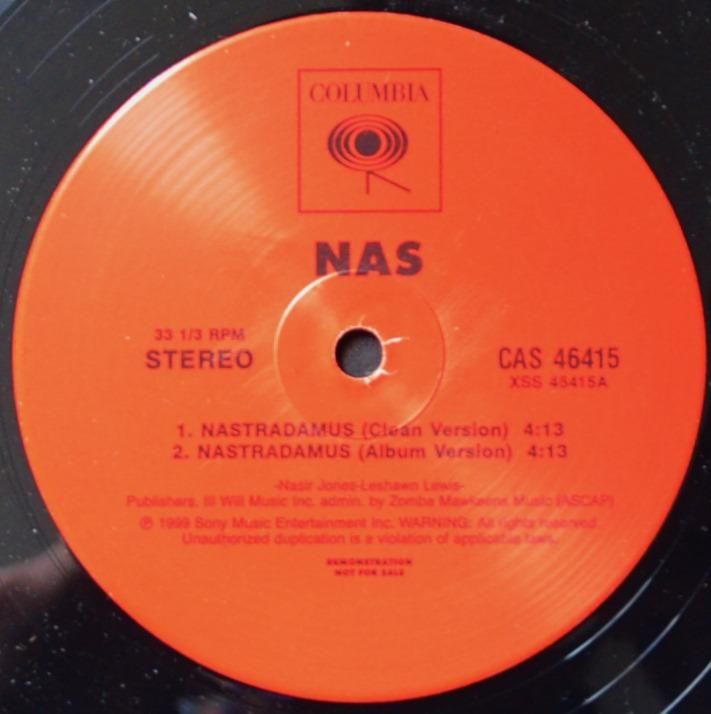 COLUMBIA
NAS
33 1/3 RPM
STEREO
CAS 46415
XSS 46415A
1. NASTRADAMUS (Clean Version) 4:13
2. NASTRADAMUS (Album Version) 4:13
-Nasir Jones-Leshawn Lewis-
Publishers, Ill Will Music Inc. admin. by Zomba Music (ASCAP)
℗ 1999 Sony Music Entertainment Inc. WARNING: All rights reserved.
Unauthorized duplication is a violation of applicable laws.
DEMONSTRATION
NOT FOR SALE